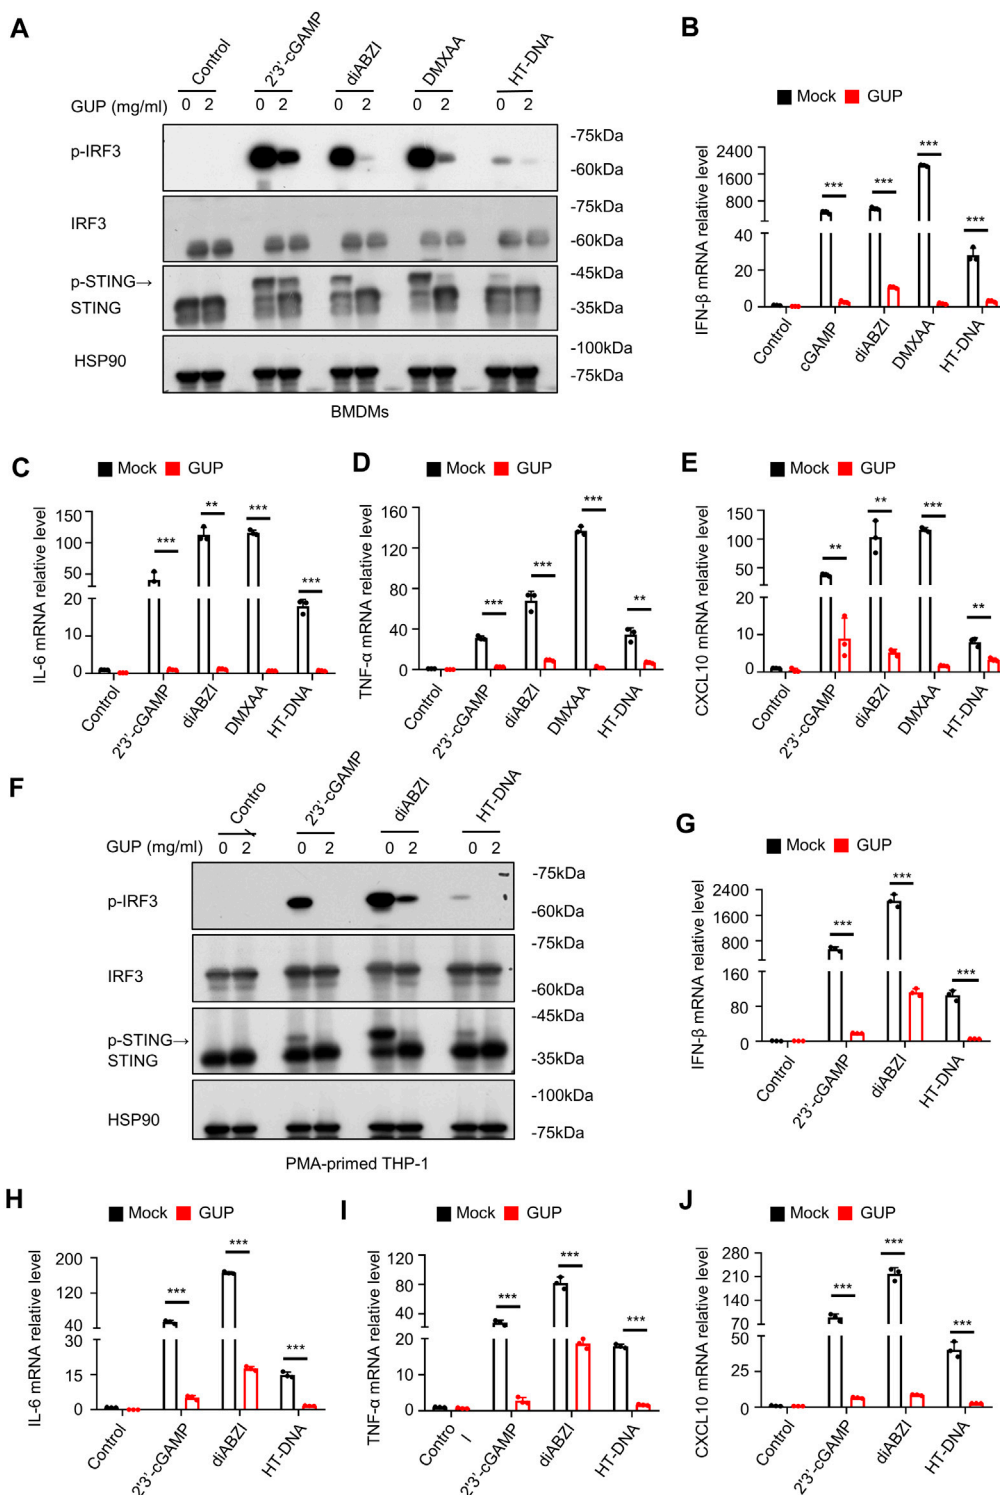 A
Control
2'3'-cGAMP
diABZI
DMXAA
HT-DNA
GUP (mg/ml) 0 2 0 2 0 2 0 2 0 2
p-IRF3
-75kDa
-60kDa
IRF3
-75kDa
-60kDa
p-STING→
STING
-45kDa
-35kDa
HSP90
-100kDa
-75kDa
BMDMs
B
Mock GUP
IFN-β mRNA relative level
2400
1600
800
40
20
0
***
***
***
***
Control
cGAMP
diABZI
DMXAA
HT-DNA
C
Mock GUP
IL-6 mRNA relative level
150
100
50
20
10
0
***
**
***
***
Control
2'3'-cGAMP
diABZI
DMXAA
HT-DNA
D
Mock GUP
TNF-α mRNA relative level
160
120
80
40
0
***
***
***
**
Control
2'3'-cGAMP
diABZI
DMXAA
HT-DNA
E
Mock GUP
CXCL10 mRNA relative level
150
100
50
20
10
0
**
**
***
**
Control
2'3'-cGAMP
diABZI
DMXAA
HT-DNA
F
Contro
l
2'3'-cGAMP
diABZI
HT-DNA
GUP (mg/ml) 0 2 0 2 0 2 0 2
p-IRF3
-75kDa
-60kDa
IRF3
-75kDa
-60kDa
p-STING→
STING
-45kDa
-35kDa
HSP90
-100kDa
-75kDa
PMA-primed THP-1
G
Mock GUP
IFN-β mRNA relative level
2400
1600
800
160
80
0
***
***
***
Control
2'3'-cGAMP
diABZI
HT-DNA
H
Mock GUP
IL-6 mRNA relative level
200
120
40
30
15
0
***
***
***
Control
2'3'-cGAMP
diABZI
HT-DNA
I
Mock GUP
TNF-α mRNA relative level
120
80
40
20
10
0
***
***
***
Contro
l
2'3'-cGAMP
diABZI
HT-DNA
J
Mock GUP
CXCL10 mRNA relative level
280
210
140
70
50
25
0
***
***
***
Control
2'3'-cGAMP
diABZI
HT-DNA